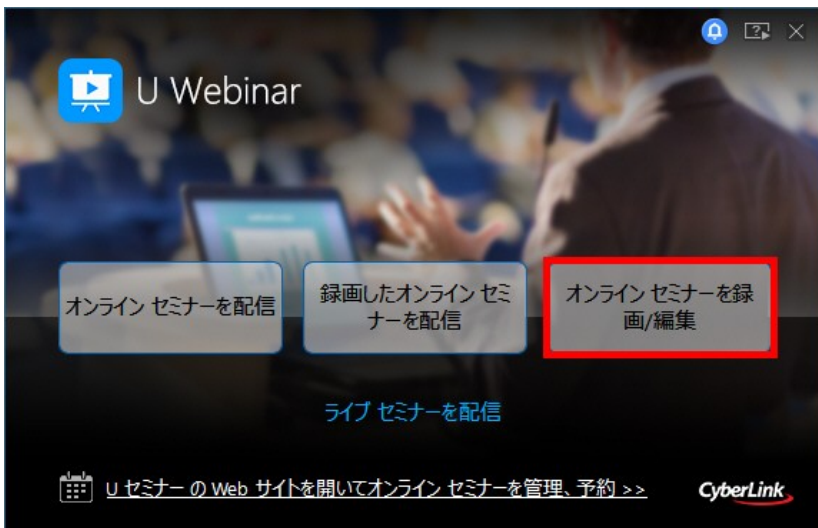 U Webinar
オンライン セミナーを配信
録画したオンライン セミ
ナーを配信
オンライン セミナーを録
画/編集
ライブ セミナーを配信
U セミナー の Web サイトを開いてオンライン セミナーを管理、予約 >>
CyberLink